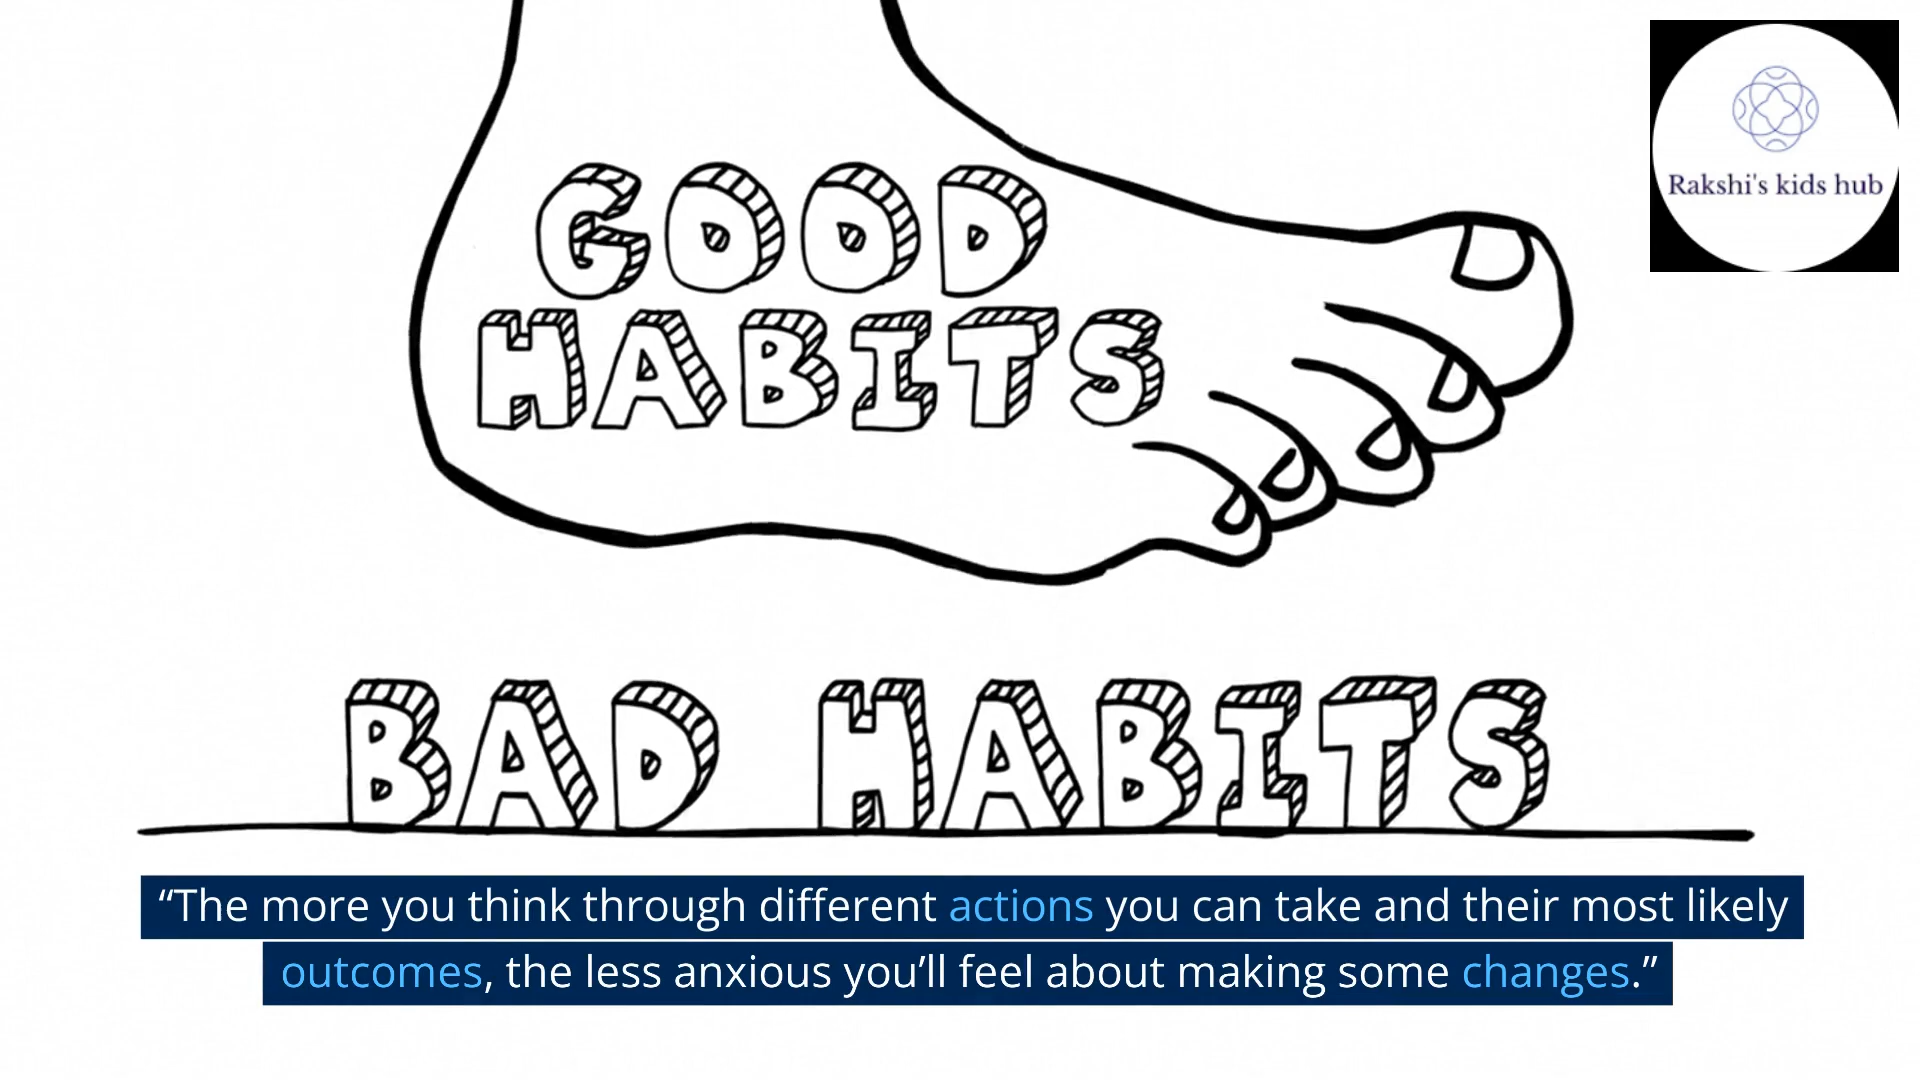 GOOD
HABITS
Rakshi's kids hub
BAD HABITS
“The more you think through different actions you can take and their most likely
outcomes, the less anxious you’ll feel about making some changes.”